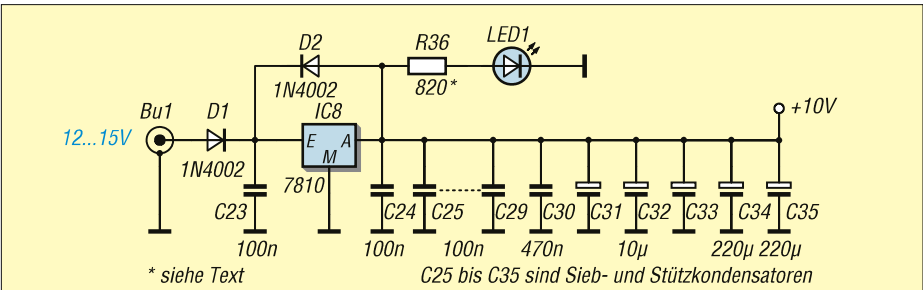 D2
R36
LED1
1N4002
820*
Bu1
D1
IC8
+10V
12...15V
E A
M
1N4002
7810
C23
C24
C25
C29
C30
C31
C32
C33
C34
C35
100n
100n
100n
470n
10µ
220µ
220µ
* siehe Text
C25 bis C35 sind Sieb- und Stützkondensatoren